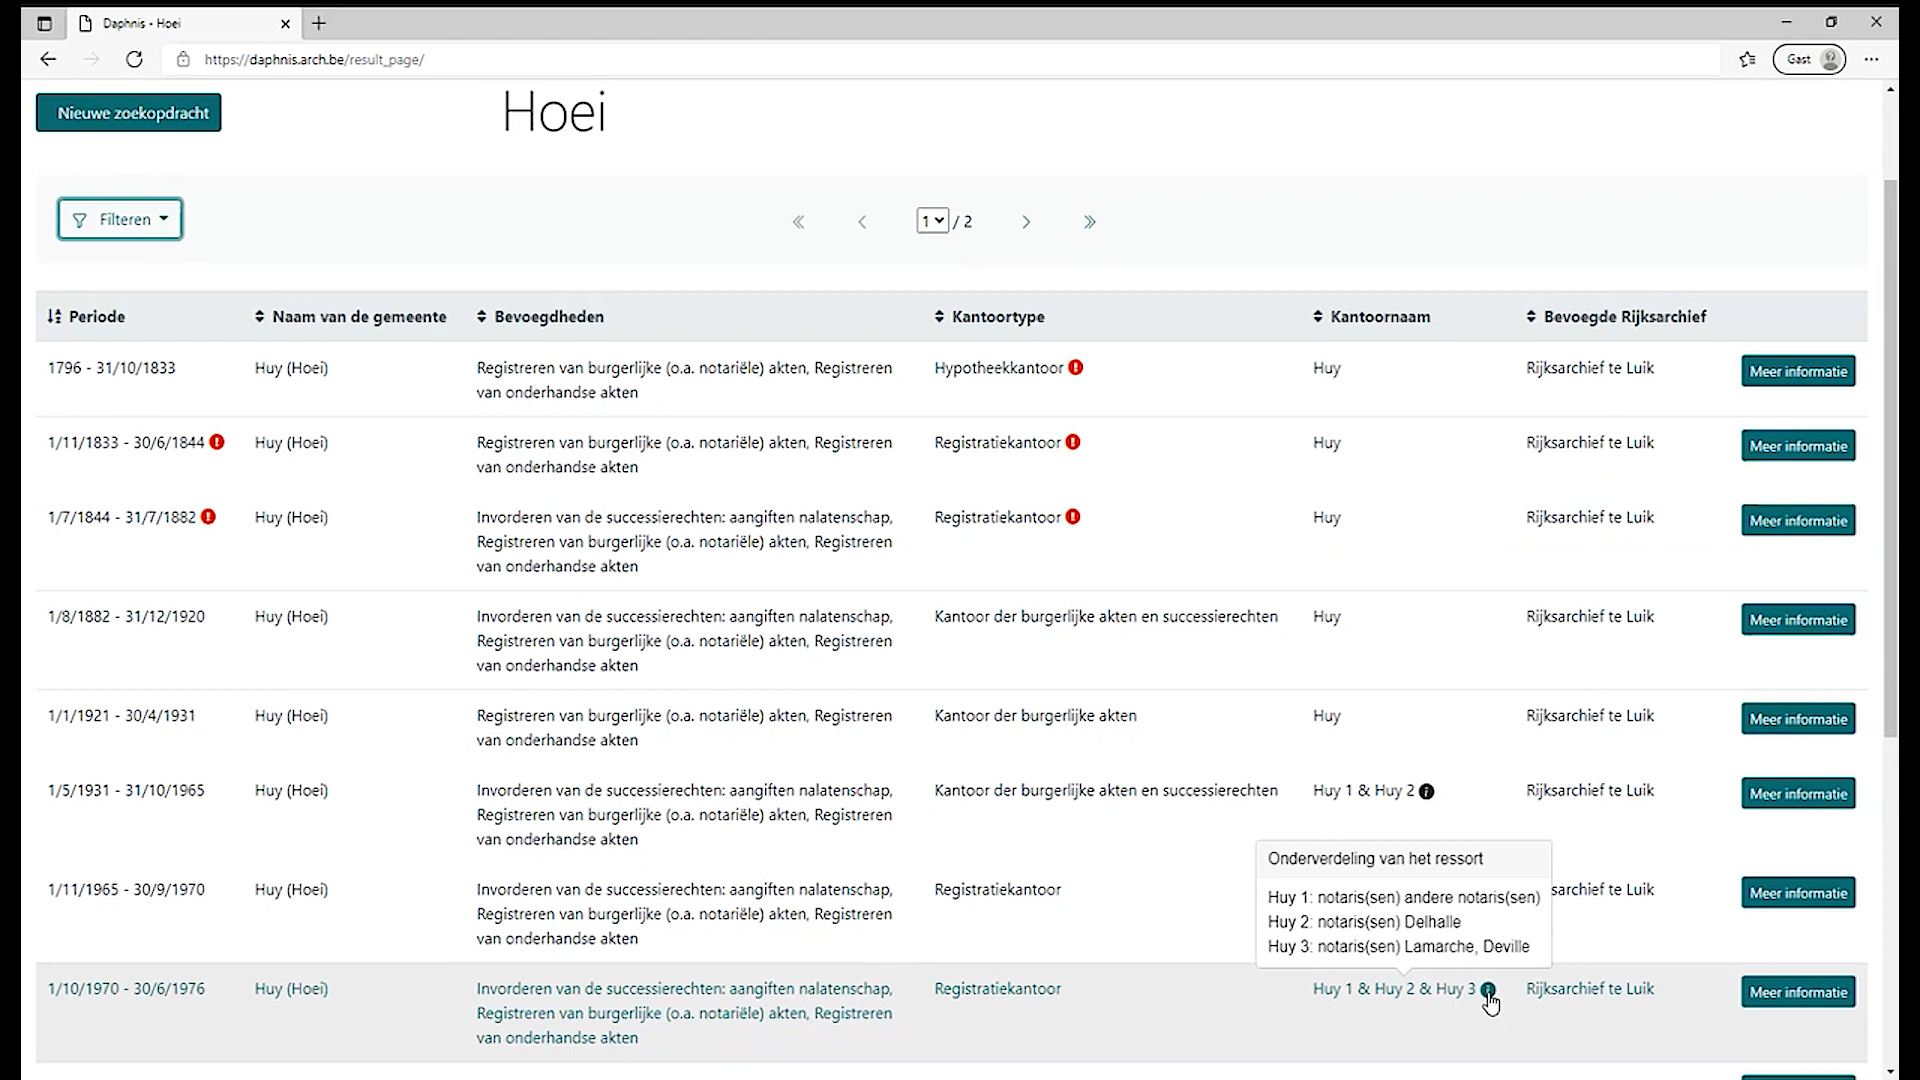 Daphnis - Hoei
https://daphnis.arch.be/result_page/
Gast
Nieuwe zoekopdracht
Hoei
Filteren
1 / 2
Periode Naam van de gemeente Bevoegdheden Kantoortype Kantoornaam Bevoegde Rijksarchief
1796 - 31/10/1833 Huy (Hoei) Registreren van burgerlijke (o.a. notariële) akten, Registreren Hypotheekkantoor Huy Rijksarchief te Luik Meer informatie
van onderhandse akten
1/11/1833 - 30/6/1844 Huy (Hoei) Registreren van burgerlijke (o.a. notariële) akten, Registreren Registratiekantoor Huy Rijksarchief te Luik Meer informatie
van onderhandse akten
1/7/1844 - 31/7/1882 Huy (Hoei) Invorderen van de successierechten: aangiften nalatenschap, Registratiekantoor Huy Rijksarchief te Luik Meer informatie
Registreren van burgerlijke (o.a. notariële) akten, Registreren
van onderhandse akten
1/8/1882 - 31/12/1920 Huy (Hoei) Invorderen van de successierechten: aangiften nalatenschap, Kantoor der burgerlijke akten en successierechten Huy Rijksarchief te Luik Meer informatie
Registreren van burgerlijke (o.a. notariële) akten, Registreren
van onderhandse akten
1/1/1921 - 30/4/1931 Huy (Hoei) Registreren van burgerlijke (o.a. notariële) akten, Registreren Kantoor der burgerlijke akten Huy Rijksarchief te Luik Meer informatie
van onderhandse akten
1/5/1931 - 31/10/1965 Huy (Hoei) Invorderen van de successierechten: aangiften nalatenschap, Kantoor der burgerlijke akten en successierechten Huy 1 & Huy 2 Rijksarchief te Luik Meer informatie
Registreren van burgerlijke (o.a. notariële) akten, Registreren
van onderhandse akten
Onderverdeling van het ressort
Huy 1: notaris(sen) andere notaris(sen)
Huy 2: notaris(sen) Delhalle
Huy 3: notaris(sen) Lamarche, Deville
1/11/1965 - 30/9/1970 Huy (Hoei) Invorderen van de successierechten: aangiften nalatenschap, Registratiekantoor sarchief te Luik Meer informatie
Registreren van burgerlijke (o.a. notariële) akten, Registreren
van onderhandse akten
1/10/1970 - 30/6/1976 Huy (Hoei) Invorderen van de successierechten: aangiften nalatenschap, Registratiekantoor Huy 1 & Huy 2 & Huy 3 Rijksarchief te Luik Meer informatie
Registreren van burgerlijke (o.a. notariële) akten, Registreren
van onderhandse akten